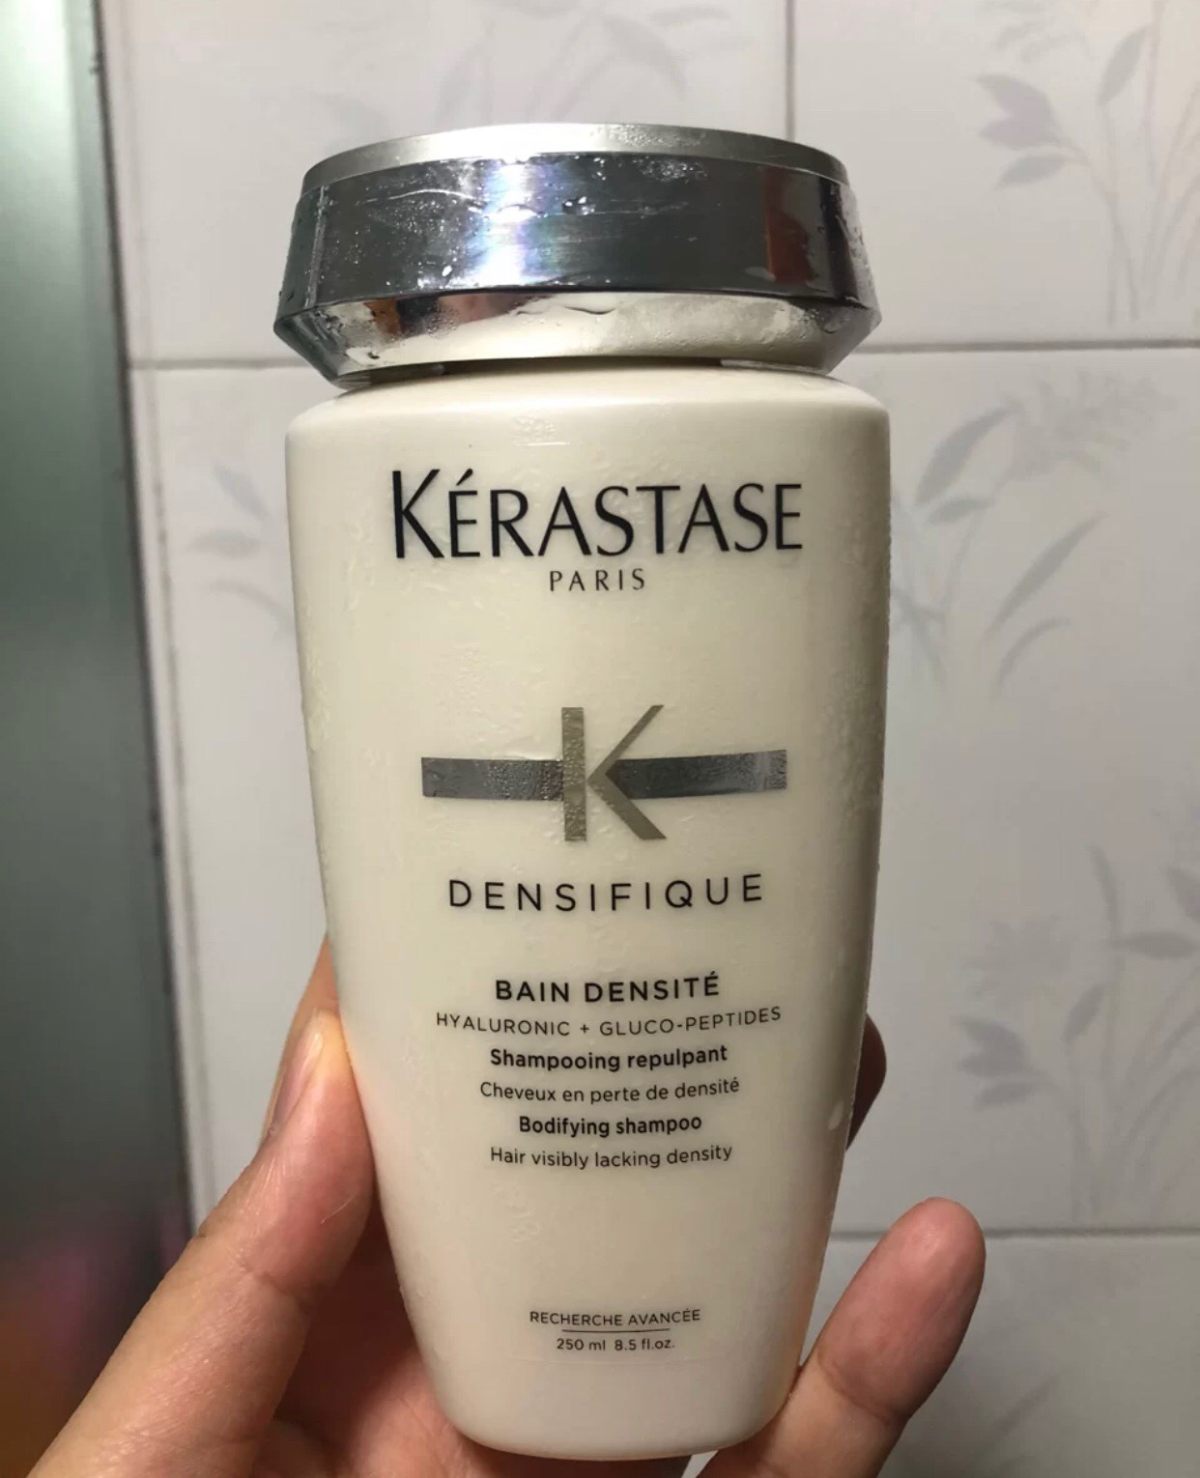 KÉRASTASE
PARIS
K
DENSIFIQUE
BAIN DENSITÉ
HYALURONIC + GLUCO-PEPTIDES
Shampooing repulpant
Cheveux en perte de densité
Bodifying shampoo
Hair visibly lacking density
RECHERCHE AVANCÉE
250 ml 8.5 fl.oz.